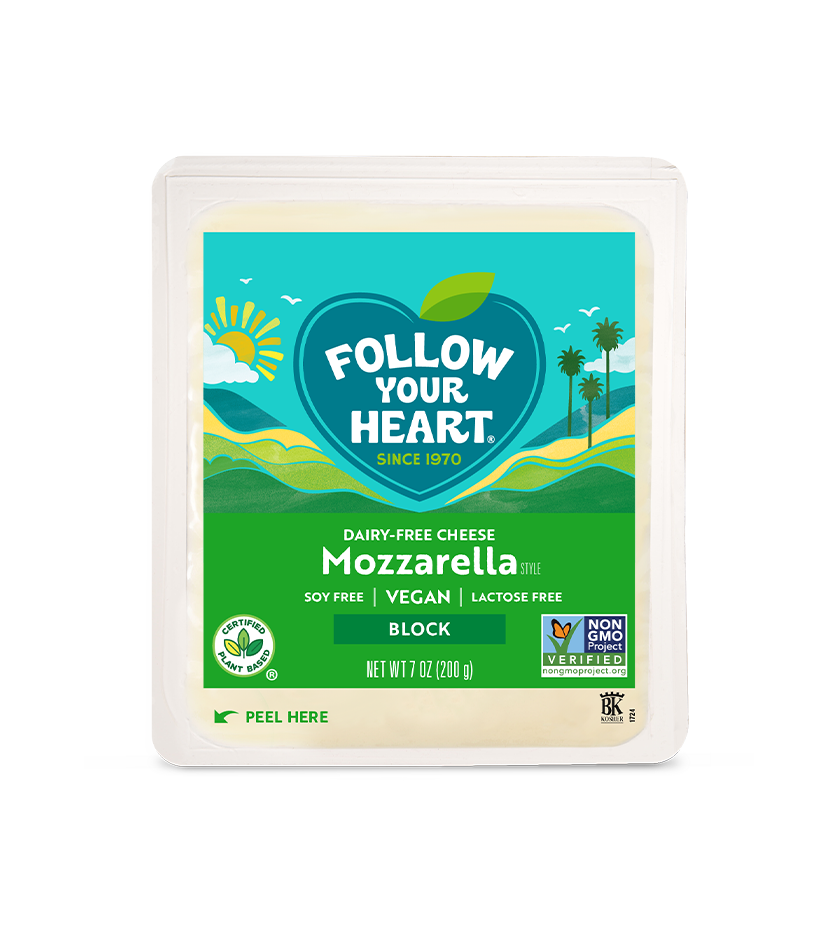 FOLLOW
YOUR
HEART®
SINCE 1970
DAIRY-FREE CHEESE
Mozzarella STYLE
SOY FREE | VEGAN | LACTOSE FREE
BLOCK
NET WT 7 OZ (200 g)
CERTIFIED
PLANT BASED
®
NON
GMO
Project
VERIFIED
nongmoproject.org
PEEL HERE
BK
KOSHER
1724